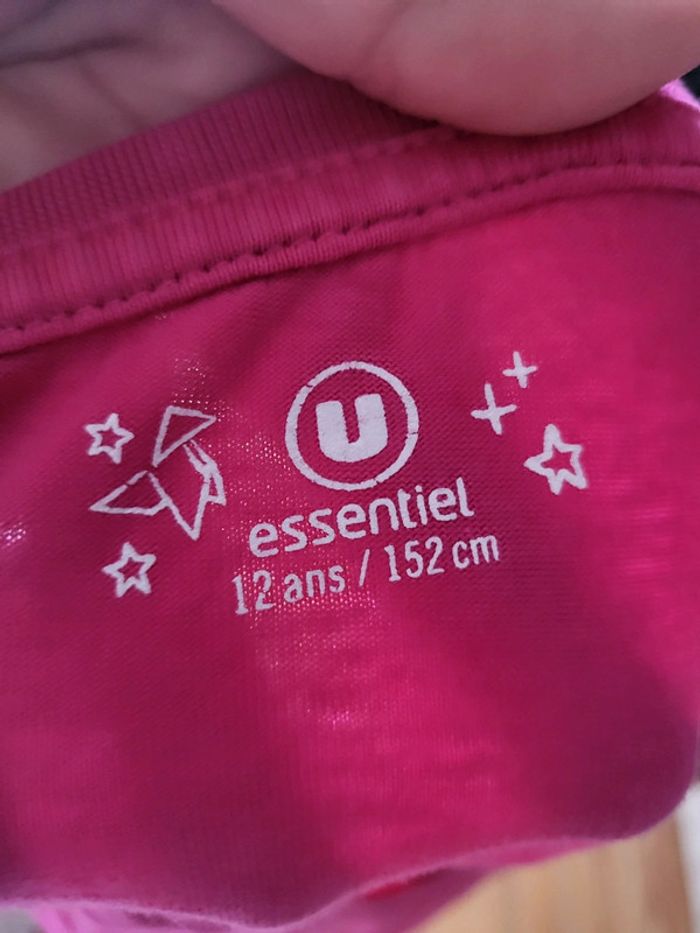 U
essentiel
12 ans / 152 cm